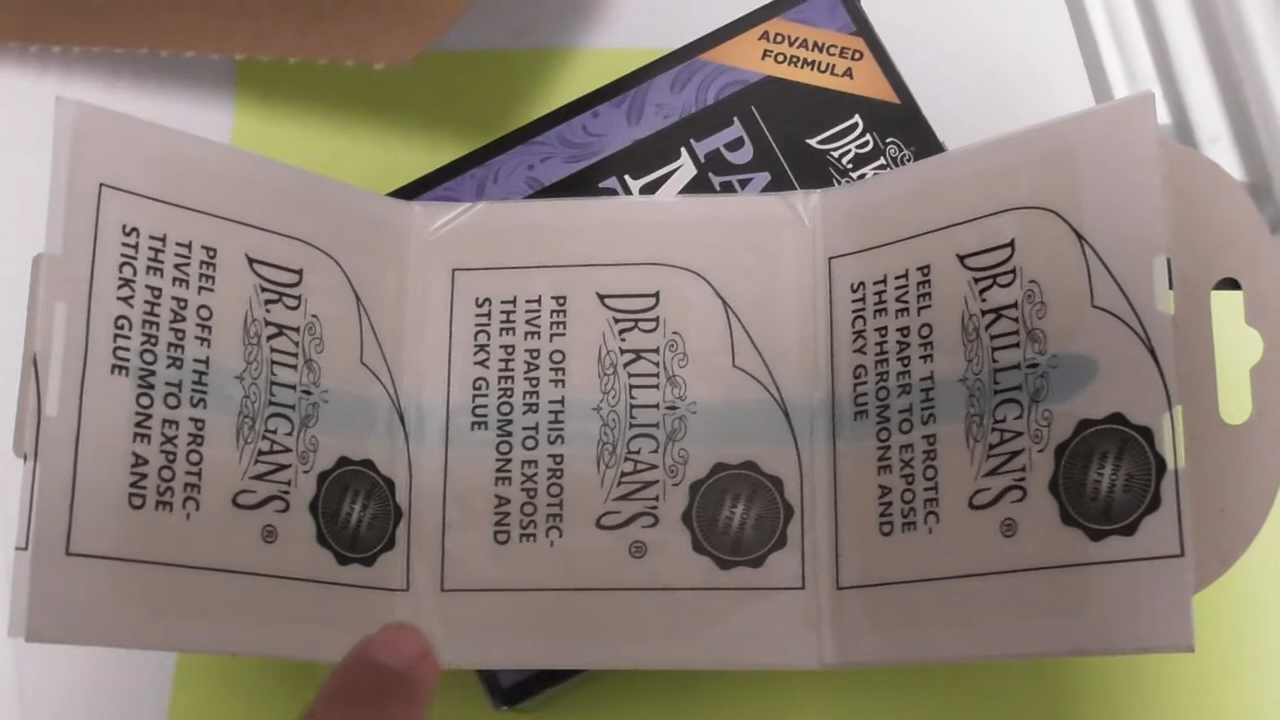 ADVANCED
FORMULA
DR. K
PA
DR. KILLIGAN'S®
PEEL OFF THIS PROTEC-
TIVE PAPER TO EXPOSE
THE PHEROMONE AND
STICKY GLUE
DR. KILLIGAN'S®
PEEL OFF THIS PROTEC-
TIVE PAPER TO EXPOSE
THE PHEROMONE AND
STICKY GLUE
DR. KILLIGAN'S®
PEEL OFF THIS PROTEC-
TIVE PAPER TO EXPOSE
THE PHEROMONE AND
STICKY GLUE